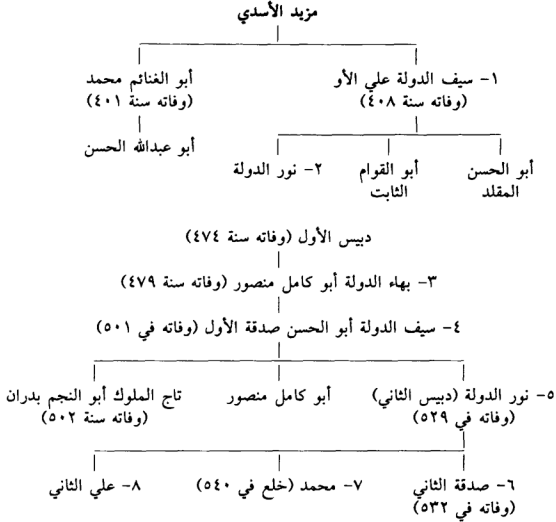 مزيد الأسدي
١- سيف الدولة علي الأو
أبو الغنائم محمد
(وفاته سنة ٤٠٨)
(وفاته سنة ٤٠١)
أبو عبدالله الحسن
أبو الحسن
المقلد
أبو القوام
الثابت
٢- نور الدولة
دبيس الأول (وفاته سنة ٤٧٤)
٣- بهاء الدولة أبو كامل منصور (وفاته سنة ٤٧٩)
٤- سيف الدولة أبو الحسن صدقة الأول (وفاته في ٥٠١)
٥- نور الدولة (دبيس الثاني)
(وفاته في ٥٢٩)
أبو كامل منصور
تاج الملوك أبو النجم بدران
(وفاته سنة ٥٠٢)
٦- صدقة الثاني
(وفاته في ٥٣٢)
٧- محمد (خلع في ٥٤٠)
٨- علي الثاني